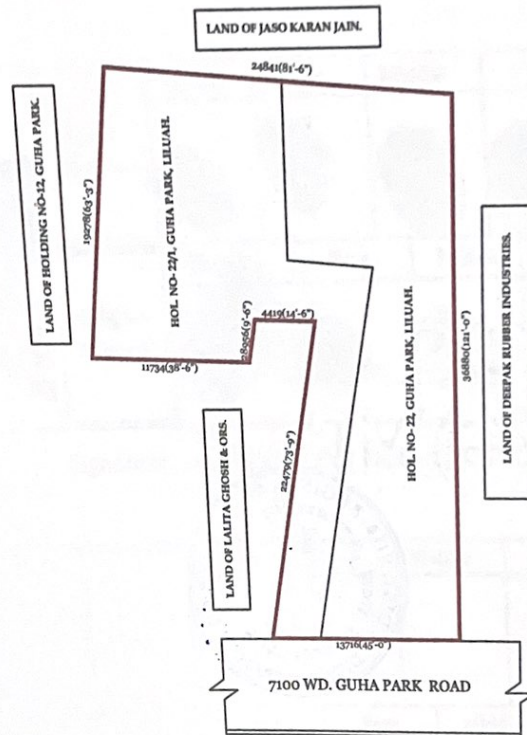 LAND OF JASO KARAN JAIN.
24841(81'-6")
LAND OF HOLDING NO-12, GUHA PARK.
19278(63'-3")
HOL. NO- 22/1, GUHA PARK, LILUAH.
4419(14'-6")
28956(9'-6")
11734(38'-6")
LAND OF LALITA GHOSH & ORS.
22479(73'-9")
HOL. NO- 22, GUHA PARK, LILUAH.
36880(121'-0")
LAND OF DEEPAK RUBBER INDUSTRIES.
13716(45'-0")
7100 WD. GUHA PARK ROAD